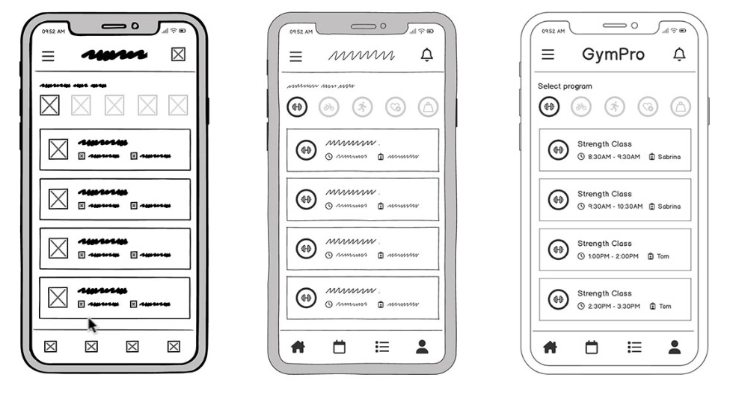 09:52 AM
09:52 AM
09:52 AM
GymPro
Select program
Strength Class
8:30AM - 9:30AM Sabrina
Strength Class
9:30AM - 10:30AM Sabrina
Strength Class
1:00PM - 2:00PM Tom
Strength Class
2:30PM - 3:30PM Tom